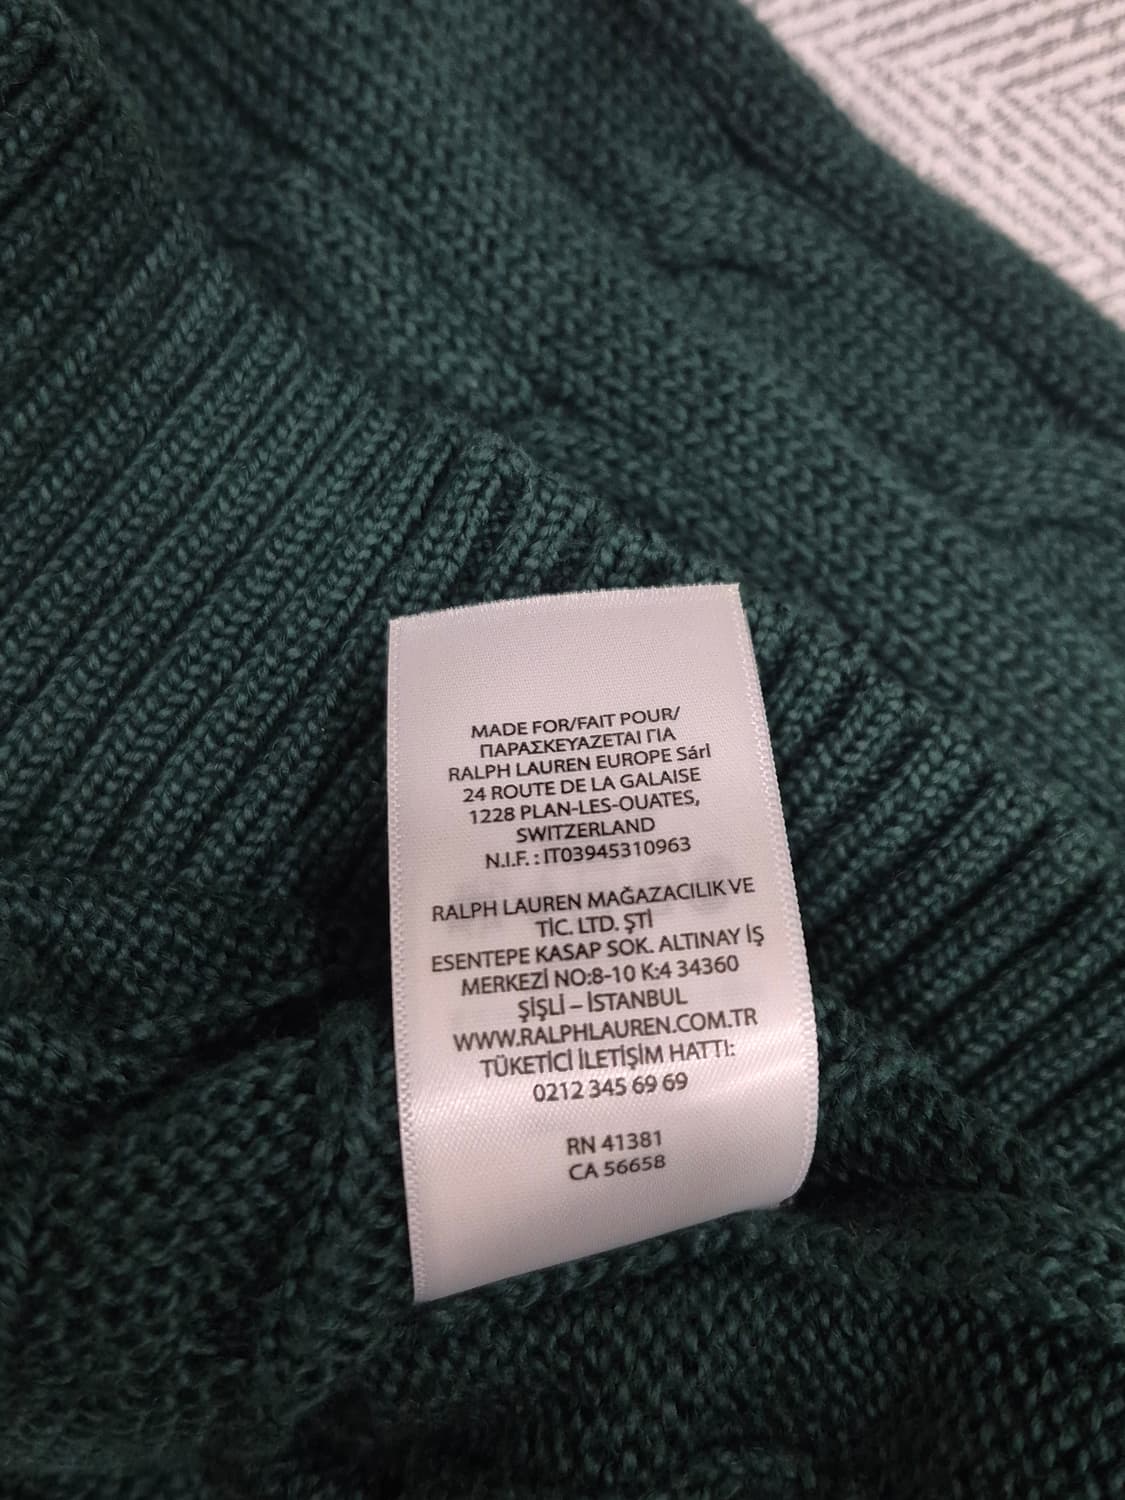 MADE FOR/FAIT POUR/
ΠΑΡΑΣΚΕΥΑΖΕΤΑΙ ΓΙΑ
RALPH LAUREN EUROPE Sárl
24 ROUTE DE LA GALAISE
1228 PLAN-LES-OUATES,
SWITZERLAND
N.I.F. : IT03945310963
RALPH LAUREN MAĞAZACILIK VE
TİC. LTD. ŞTİ
ESENTEPE KASAP SOK. ALTINAY İŞ
MERKEZİ NO:8-10 K:4 34360
ŞİŞLİ – İSTANBUL
WWW.RALPHLAUREN.COM.TR
TÜKETİCİ İLETİŞİM HATTI:
0212 345 69 69
RN 41381
CA 56658